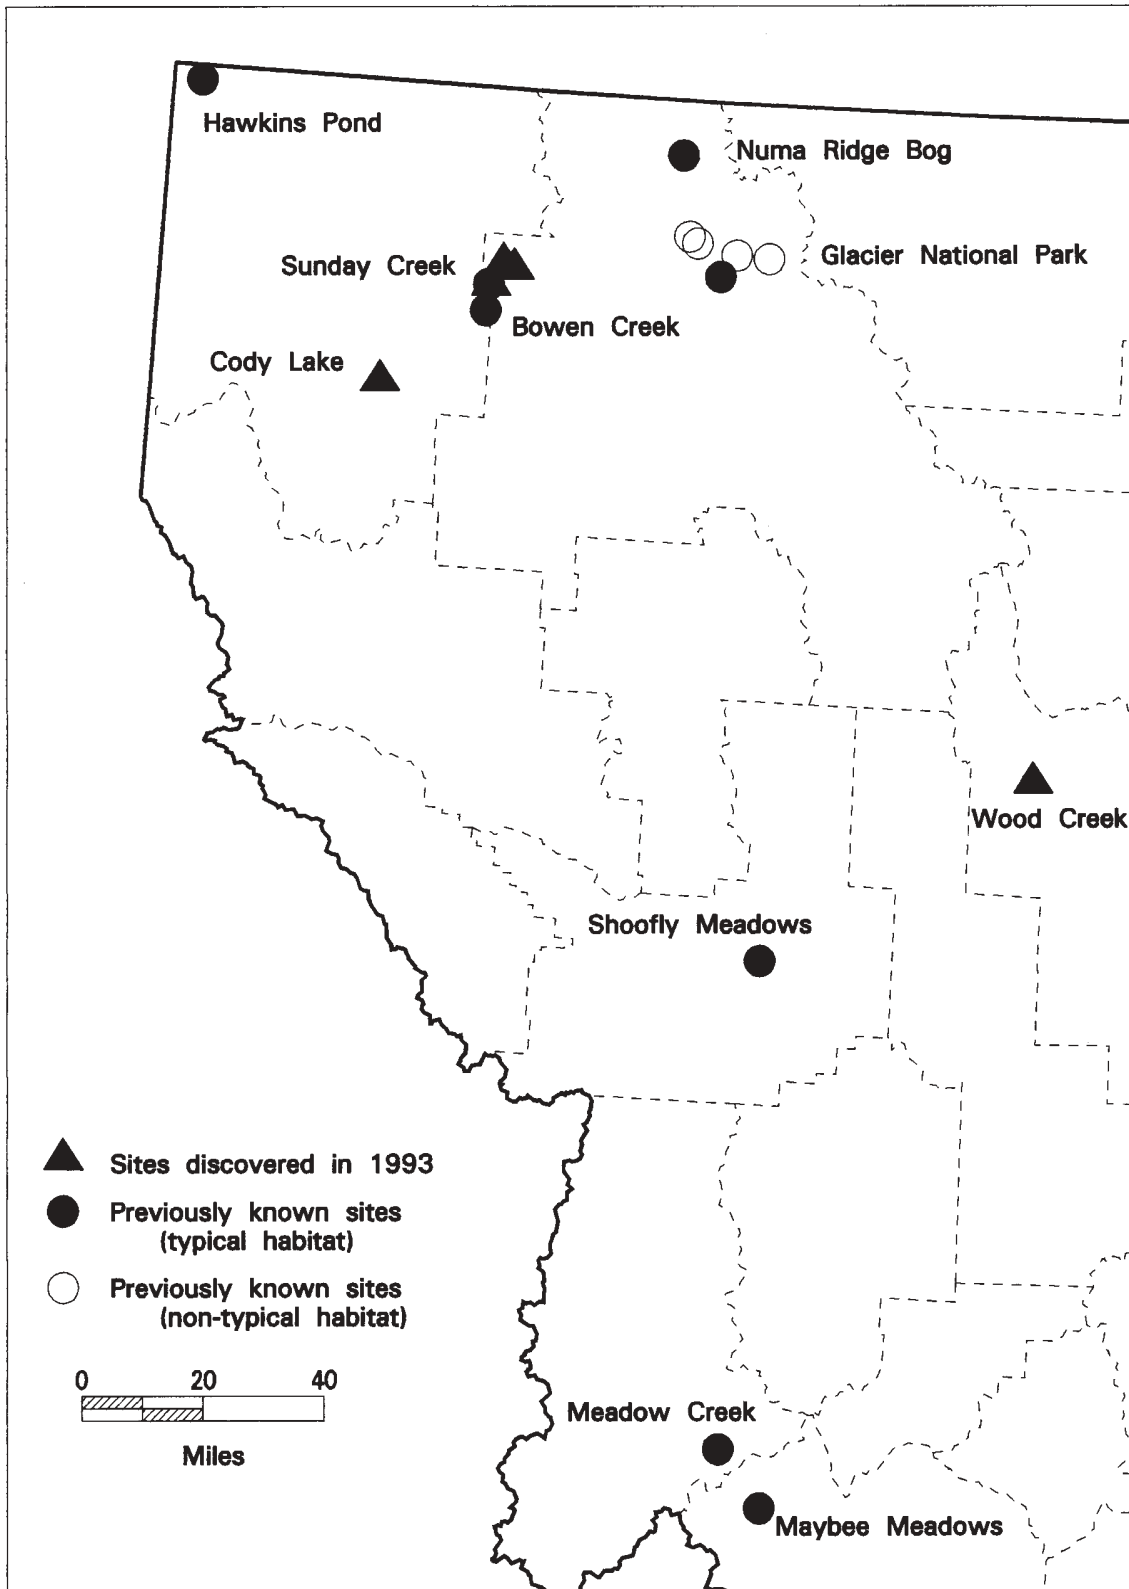 Hawkins Pond
Numa Ridge Bog
Sunday Creek
Glacier National Park
Bowen Creek
Cody Lake
Wood Creek
Shoofly Meadows
Sites discovered in 1993
Previously known sites
(typical habitat)
Previously known sites
(non-typical habitat)
0 20 40
Miles
Meadow Creek
Maybee Meadows